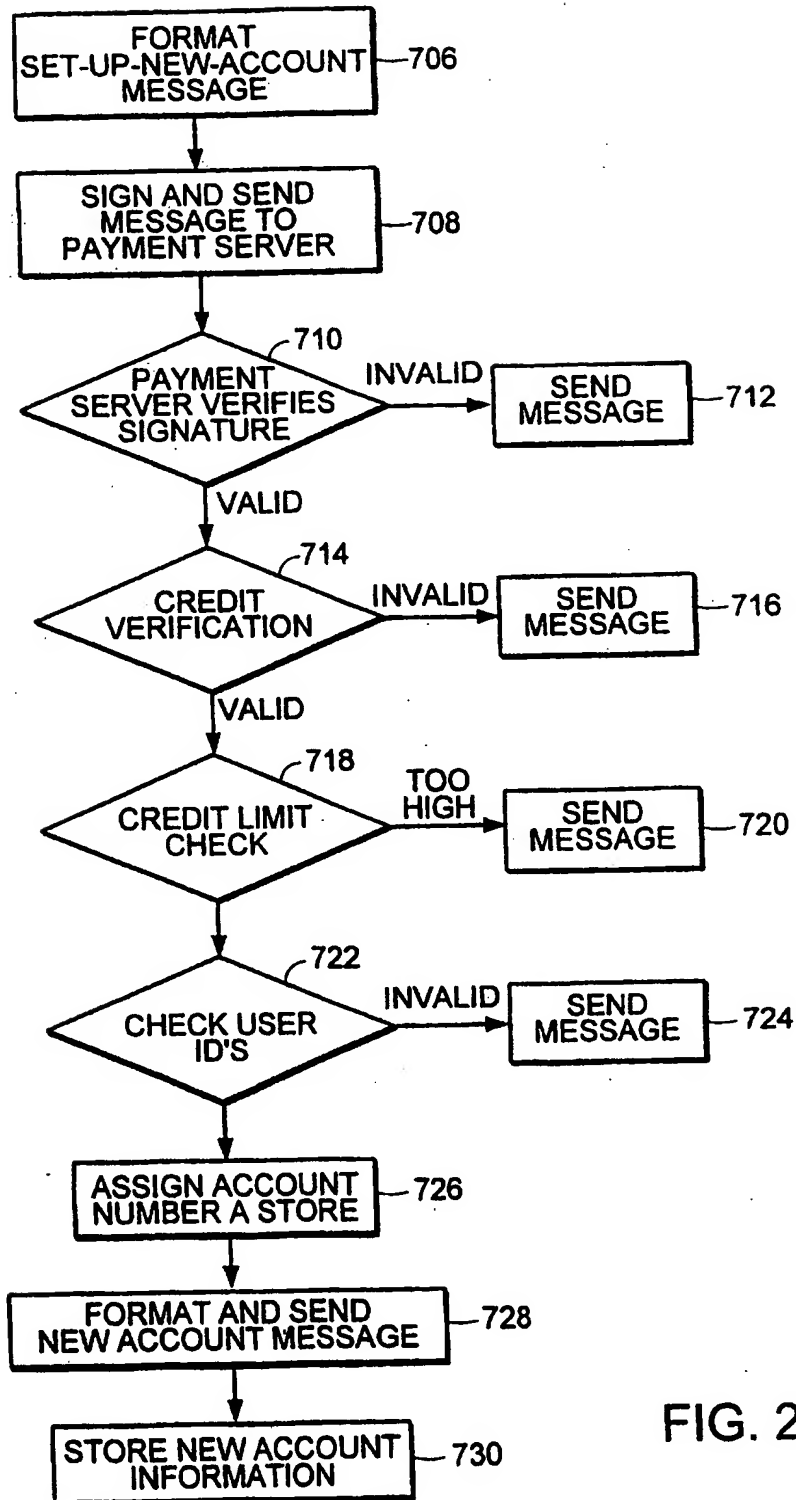 FORMAT
SET-UP-NEW-ACCOUNT
MESSAGE
706
SIGN AND SEND
MESSAGE TO
PAYMENT SERVER
708
710
PAYMENT
SERVER VERIFIES
SIGNATURE
INVALID
SEND
MESSAGE
712
VALID
714
CREDIT
VERIFICATION
INVALID
SEND
MESSAGE
716
VALID
718
CREDIT LIMIT
CHECK
TOO
HIGH
SEND
MESSAGE
720
722
CHECK USER
ID'S
INVALID
SEND
MESSAGE
724
ASSIGN ACCOUNT
NUMBER A STORE
726
FORMAT AND SEND
NEW ACCOUNT MESSAGE
728
STORE NEW ACCOUNT
INFORMATION
730
FIG. 2